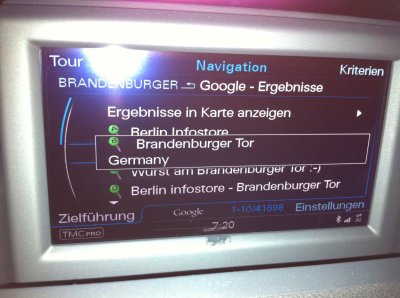 Tour
Navigation
Kriterien
BRANDENBURGER Google - Ergebnisse
Ergebnisse in Karte anzeigen
Berlin Infostore
Brandenburger Tor
Germany
Wurst am Brandenburger Tor :-)
Berlin infostore - Brandenburger Tor
Zielführung
Google
1-10/41698
Einstellungen
TMC PRO
7:20